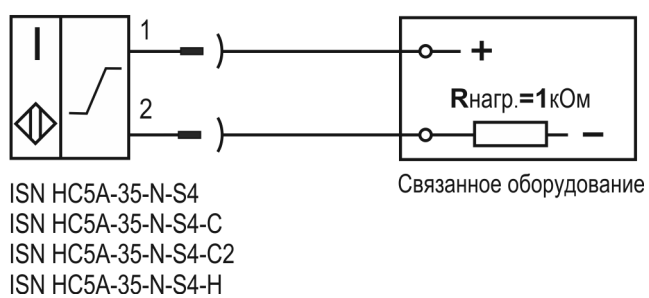 1
+
Rнагр.=1кОм
2
−
Связанное оборудование
ISN HC5A-35-N-S4
ISN HC5A-35-N-S4-C
ISN HC5A-35-N-S4-C2
ISN HC5A-35-N-S4-H